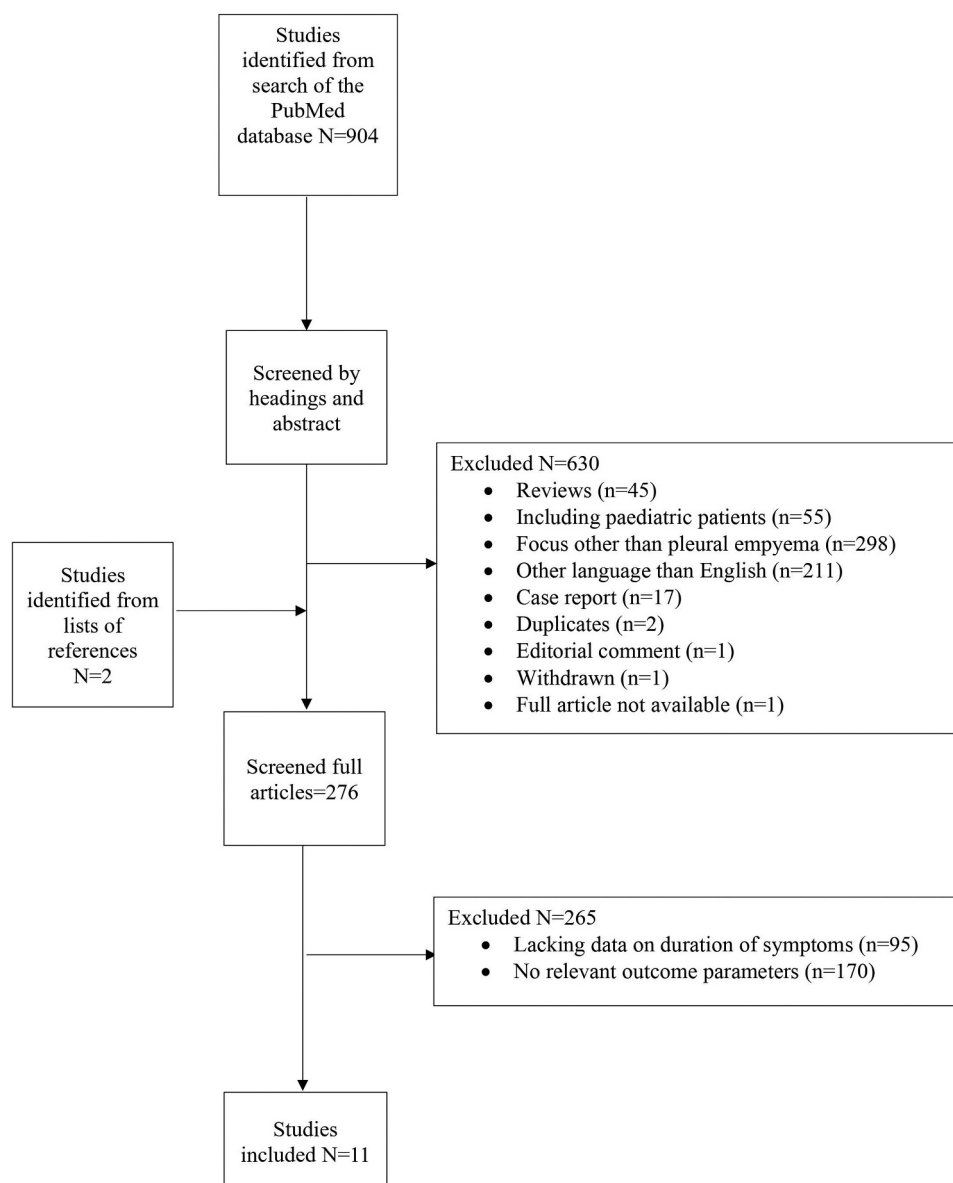 Studies
identified from
search of the
PubMed
database N=904
Screened by
headings and
abstract
Excluded N=630
• Reviews (n=45)
• Including paediatric patients (n=55)
• Focus other than pleural empyema (n=298)
• Other language than English (n=211)
• Case report (n=17)
• Duplicates (n=2)
• Editorial comment (n=1)
• Withdrawn (n=1)
• Full article not available (n=1)
Studies
identified from
lists of
references
N=2
Screened full
articles=276
Excluded N=265
• Lacking data on duration of symptoms (n=95)
• No relevant outcome parameters (n=170)
Studies
included N=11